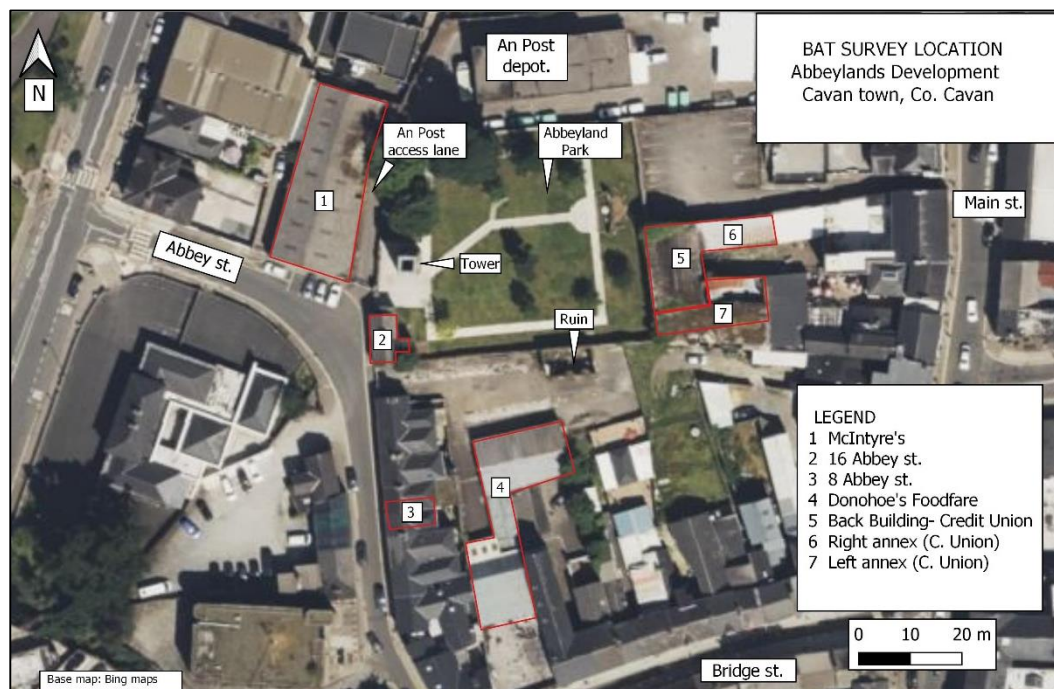 BAT SURVEY LOCATION
Abbeylands Development
Cavan town, Co. Cavan
N
An Post
depot.
An Post
access lane
Abbeyland
Park
Main st.
1
6
5
Abbey st.
Tower
7
Ruin
2
4
3
LEGEND
1 McIntyre's
2 16 Abbey st.
3 8 Abbey st.
4 Donohoe's Foodfare
5 Back Building- Credit Union
6 Right annex (C. Union)
7 Left annex (C. Union)
0 10 20 m
Bridge st.
Base map: Bing maps